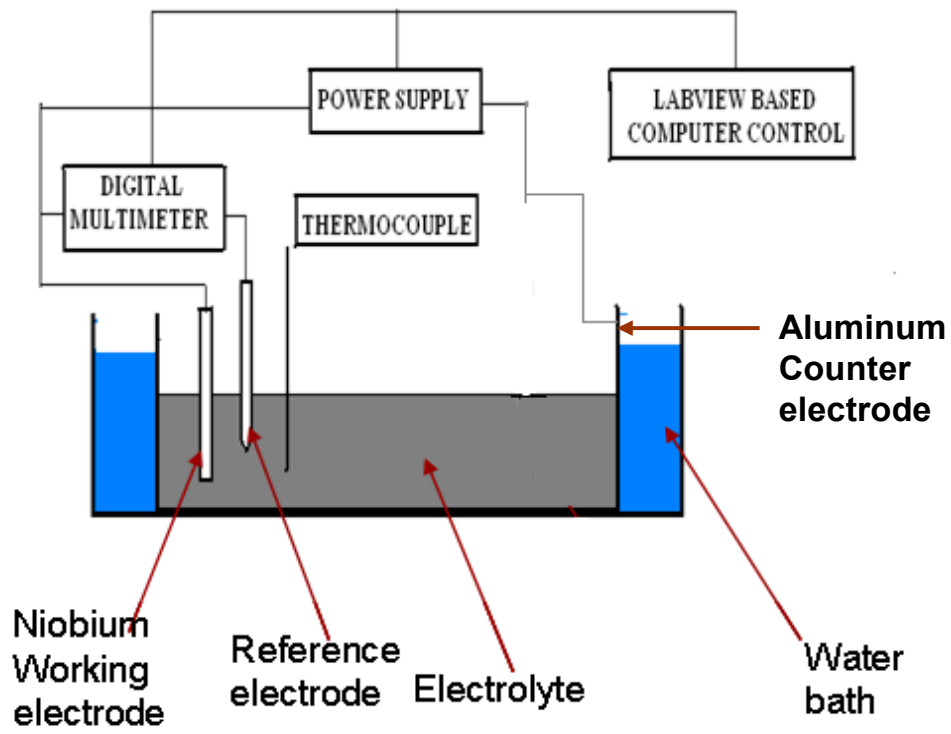 POWER SUPPLY
LABVIEW BASED
COMPUTER CONTROL
DIGITAL
MULTIMETER
THERMOCOUPLE
Aluminum
Counter
electrode
Niobium
Working
electrode
Reference
electrode
Electrolyte
Water
bath